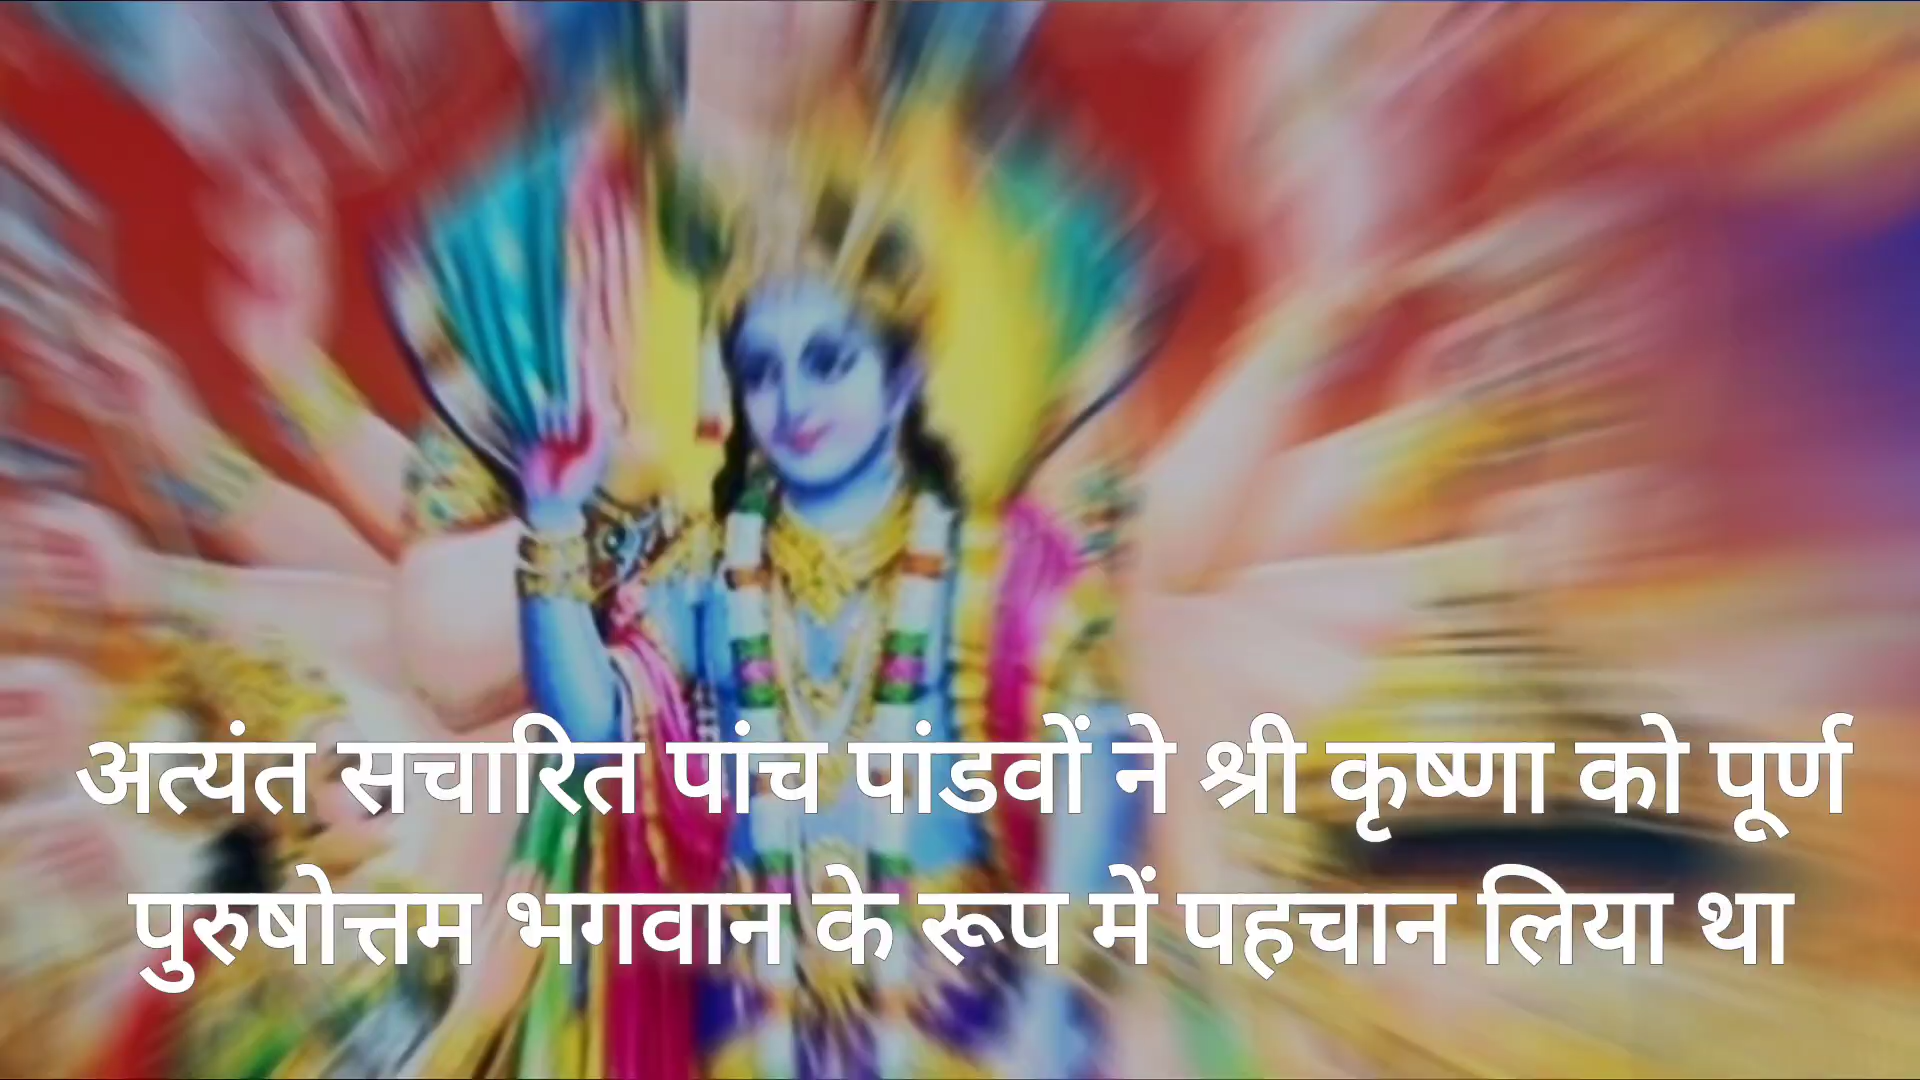 अत्यंत सचारित पांच पांडवों ने श्री कृष्णा को पूर्ण
पुरुषोत्तम भगवान के रूप में पहचान लिया था